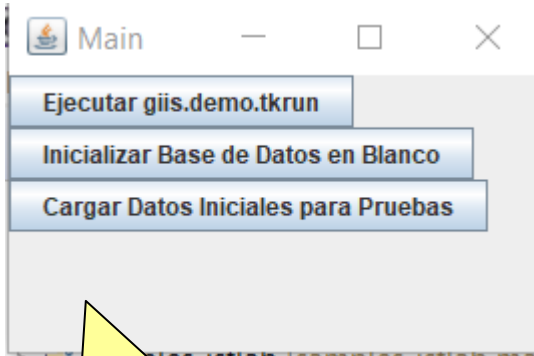 Main
Ejecutar giis.demo.tkrun
Inicializar Base de Datos en Blanco
Cargar Datos Iniciales para Pruebas